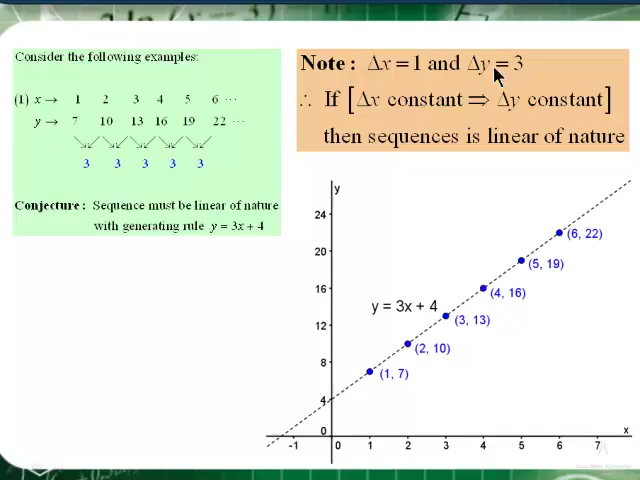 Consider the following examples:
(1) x → 1 2 3 4 5 6 ⋯
y → 7 10 13 16 19 22 ⋯
3 3 3 3 3
Conjecture: Sequence must be linear of nature
with generating rule y = 3x + 4
Note: Δx = 1 and Δy = 3
∴ If [Δx constant ⇒ Δy constant]
then sequences is linear of nature
y
24
20
16
12
8
4
0
-1 0 1 2 3 4 5 6 7
x
y = 3x + 4
(6, 22)
(5, 19)
(4, 16)
(3, 13)
(2, 10)
(1, 7)